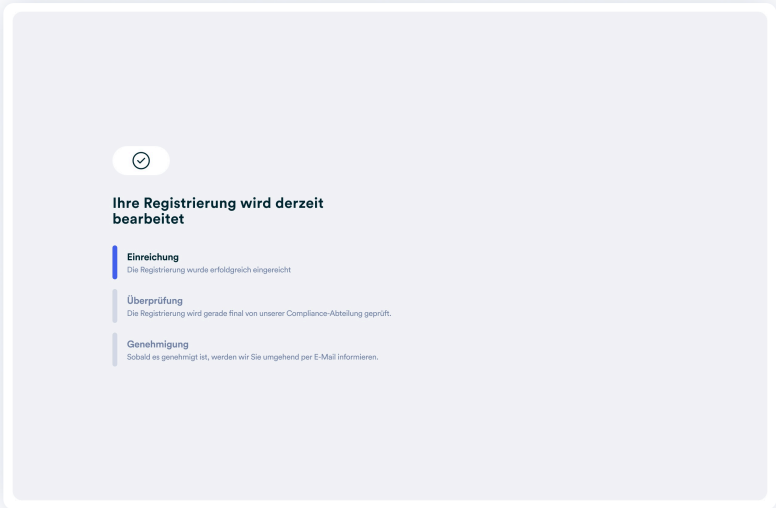 Ihre Registrierung wird derzeit
bearbeitet
Einreichung
Die Registrierung wurde erfoldgreich eingereicht
Überprüfung
Die Registrierung wird gerade final von unserer Compliance-Abteilung geprüft.
Genehmigung
Sobald es genehmigt ist, werden wir Sie umgehend per E-Mail informieren.